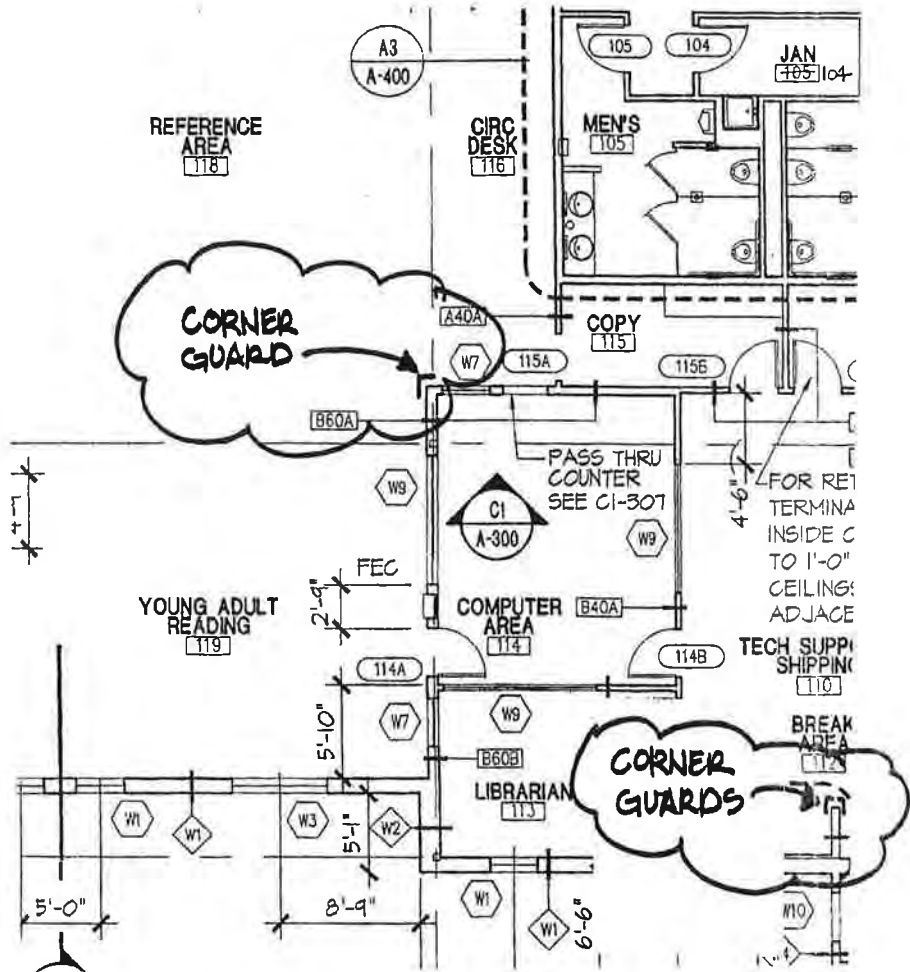 A3
A-400
105
104
JAN
105 104
REFERENCE
AREA
118
CIRC
DESK
116
MEN'S
105
CORNER
GUARD
A40A
COPY
115
W7
115A
115B
B60A
PASS THRU
COUNTER
SEE C1-307
4'-6"
FOR RET
TERMINA
INSIDE C
TO 1'-0"
CEILINGS
ADJACE
W9
C1
A-300
W9
FEC
2'-9"
YOUNG ADULT
READING
119
COMPUTER
AREA
114
B40A
114A
114B
TECH SUPP
SHIPPING
110
W7
W9
5'-10"
B60B
BREAK
AREA
112
CORNER
GUARDS
LIBRARIAN
113
W1
W1
W3
5'-1"
W2
5'-0"
8'-9"
W1
W1
6'-6"
W10